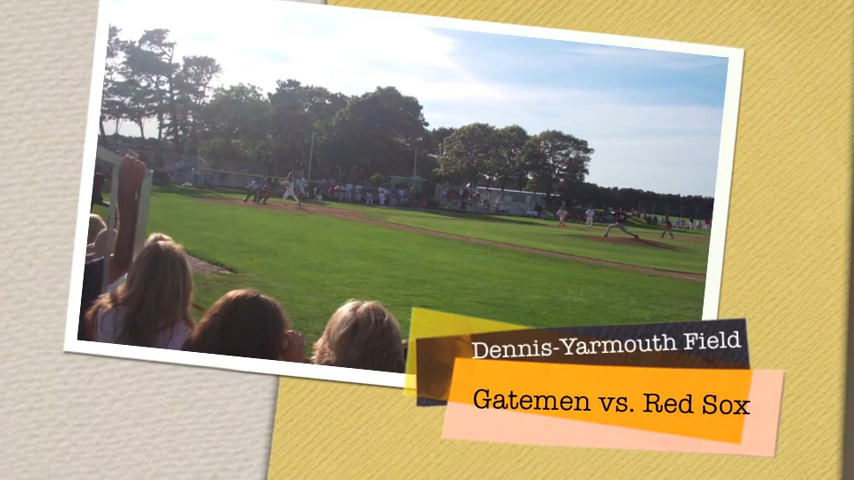 Dennis-Yarmouth Field
Gatemen vs. Red Sox